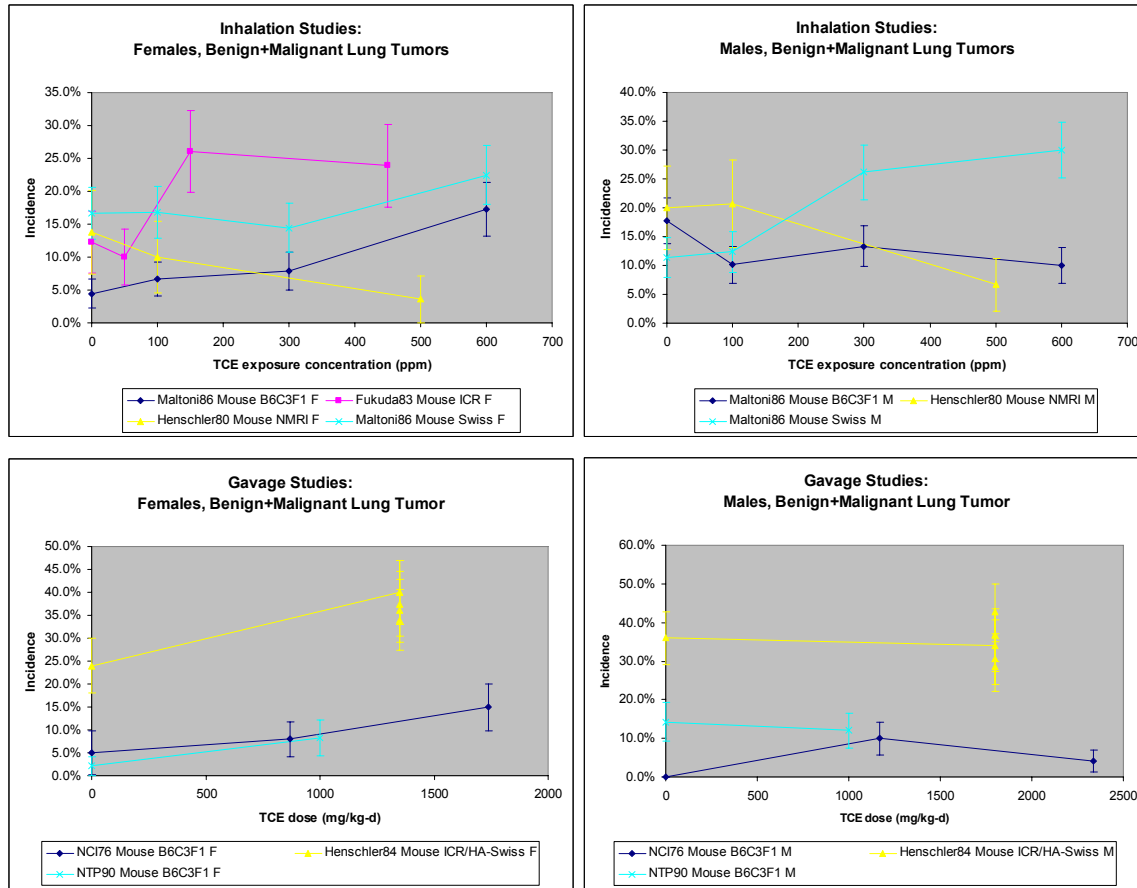 Inhalation Studies:
Females, Benign+Malignant Lung Tumors
35.0%
30.0%
25.0%
20.0%
15.0%
10.0%
5.0%
0.0%
Incidence
0 100 200 300 400 500 600 700
TCE exposure concentration (ppm)
Maltoni86 Mouse B6C3F1 F Fukuda83 Mouse ICR F
Henschler80 Mouse NMRI F Maltoni86 Mouse Swiss F
Inhalation Studies:
Males, Benign+Malignant Lung Tumors
40.0%
35.0%
30.0%
25.0%
20.0%
15.0%
10.0%
5.0%
0.0%
Incidence
0 100 200 300 400 500 600 700
TCE exposure concentration (ppm)
Maltoni86 Mouse B6C3F1 M Henschler80 Mouse NMRI M
Maltoni86 Mouse Swiss M
Gavage Studies:
Females, Benign+Malignant Lung Tumor
50.0%
45.0%
40.0%
35.0%
30.0%
25.0%
20.0%
15.0%
10.0%
5.0%
0.0%
Incidence
0 500 1000 1500 2000
TCE dose (mg/kg-d)
NCI76 Mouse B6C3F1 F Henschler84 Mouse ICR/HA-Swiss F
NTP90 Mouse B6C3F1 F
Gavage Studies:
Males, Benign+Malignant Lung Tumor
60.0%
50.0%
40.0%
30.0%
20.0%
10.0%
0.0%
Incidence
0 500 1000 1500 2000 2500
TCE dose (mg/kg-d)
NCI76 Mouse B6C3F1 M Henschler84 Mouse ICR/HA-Swiss M
NTP90 Mouse B6C3F1 M